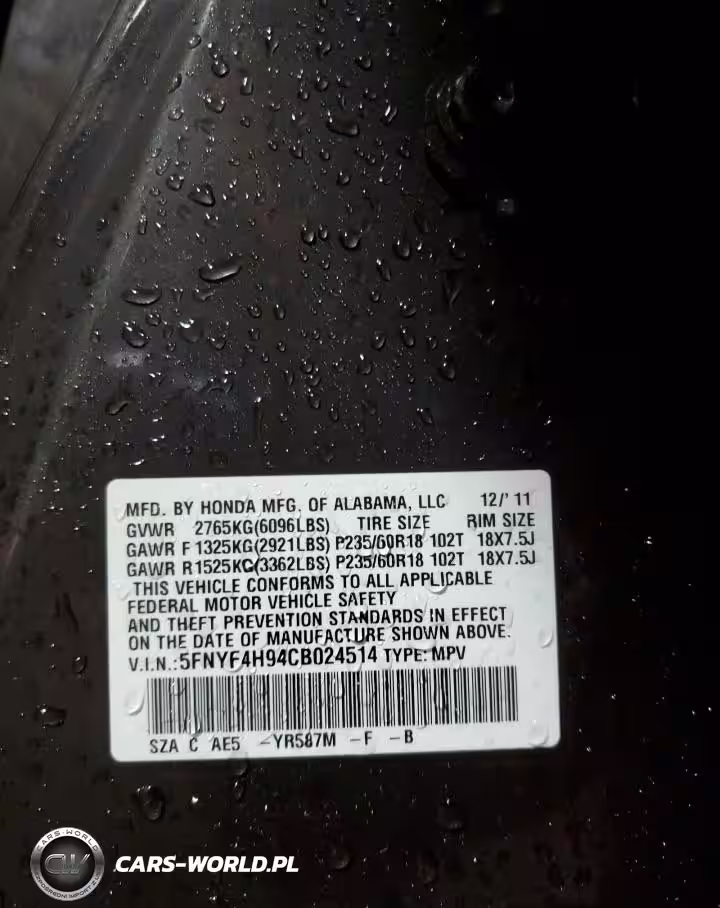 MFD. BY HONDA MFG. OF ALABAMA, LLC 12/'11
GVWR 2765KG(6096LBS) TIRE SIZE RIM SIZE
GAWR F 1325KG(2921LBS) P235/60R18 102T 18X7.5J
GAWR R 1525KG(3362LBS) P235/60R18 102T 18X7.5J
THIS VEHICLE CONFORMS TO ALL APPLICABLE
FEDERAL MOTOR VEHICLE SAFETY
AND THEFT PREVENTION STANDARDS IN EFFECT
ON THE DATE OF MANUFACTURE SHOWN ABOVE.
V.I.N.:5FNYF4H94CB024514 TYPE: MPV
SZA C AE5 -YR587M -F -B
CARS-WORLD
CW
CARS-WORLD.PL